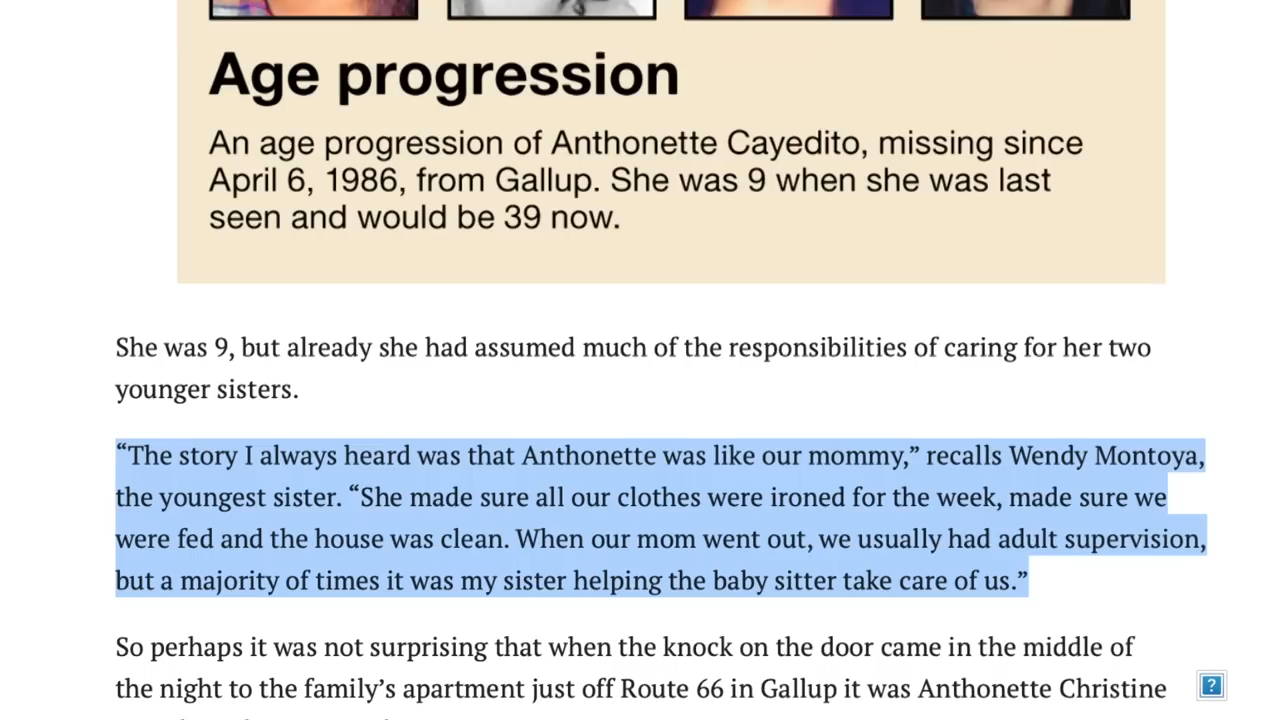 Age progression
An age progression of Anthonette Cayedito, missing since
April 6, 1986, from Gallup. She was 9 when she was last
seen and would be 39 now.
She was 9, but already she had assumed much of the responsibilities of caring for her two
younger sisters.
“The story I always heard was that Anthonette was like our mommy,” recalls Wendy Montoya,
the youngest sister. “She made sure all our clothes were ironed for the week, made sure we
were fed and the house was clean. When our mom went out, we usually had adult supervision,
but a majority of times it was my sister helping the baby sitter take care of us.”
So perhaps it was not surprising that when the knock on the door came in the middle of
the night to the family’s apartment just off Route 66 in Gallup it was Anthonette Christine
?